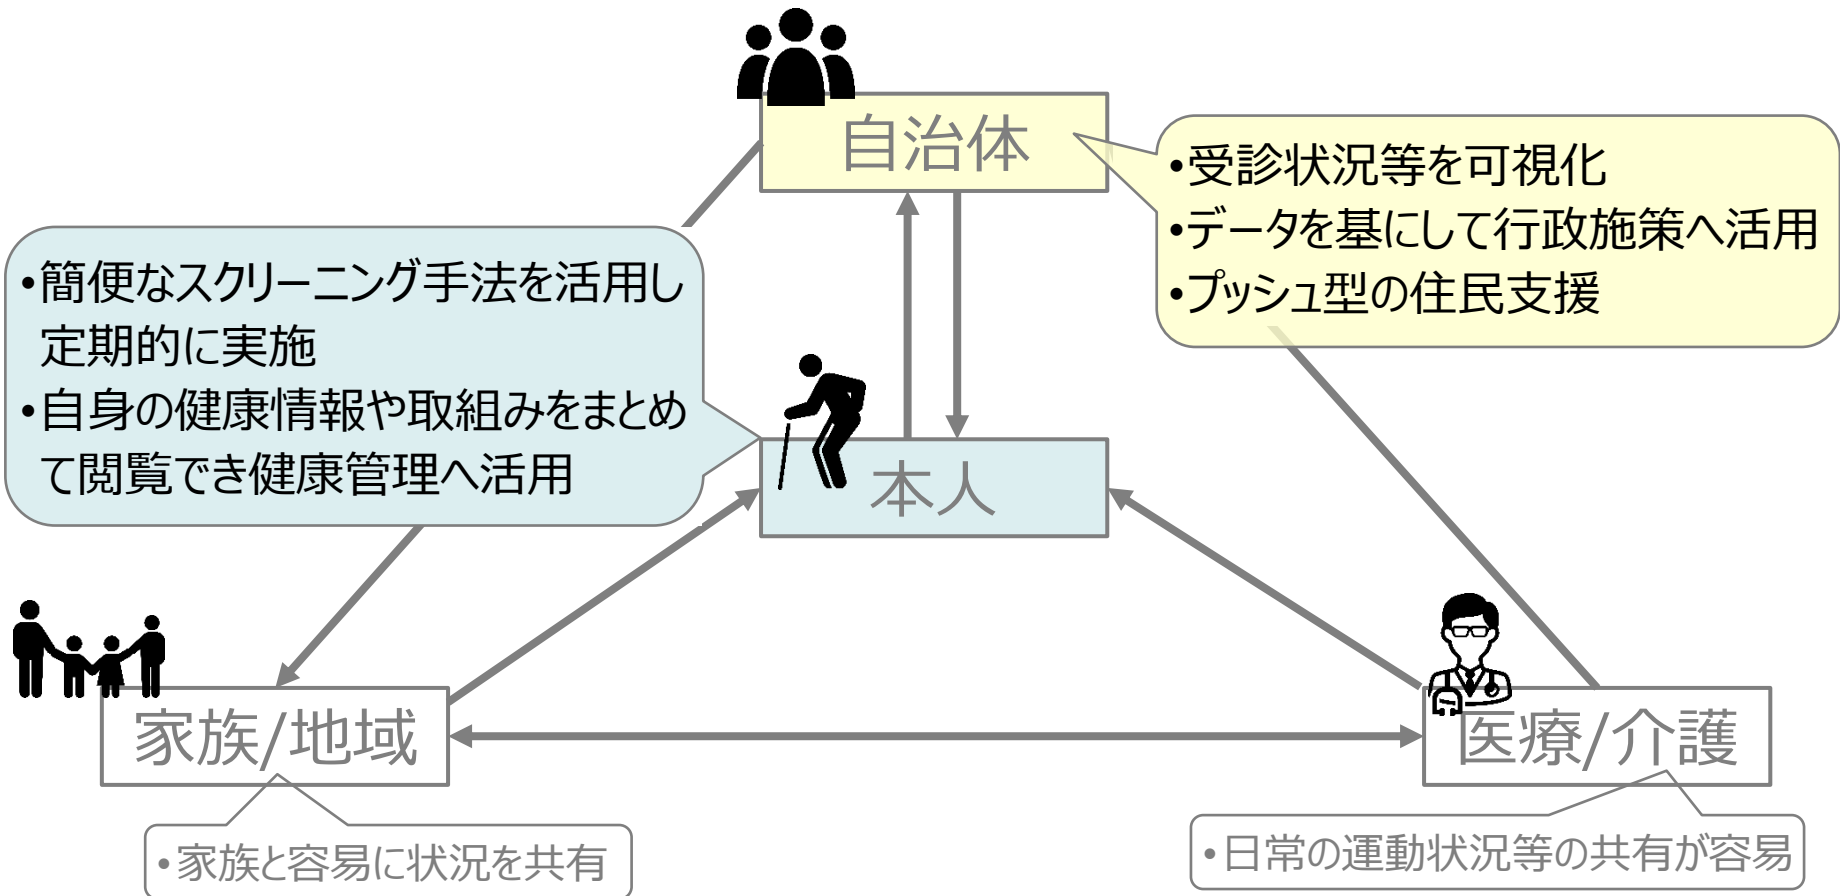 自治体
•受診状況等を可視化
•データを基にして行政施策へ活用
•プッシュ型の住民支援
•簡便なスクリーニング手法を活用し
定期的に実施
•自身の健康情報や取組みをまとめ
て閲覧でき健康管理へ活用
本人
家族/地域
医療/介護
•家族と容易に状況を共有
•日常の運動状況等の共有が容易